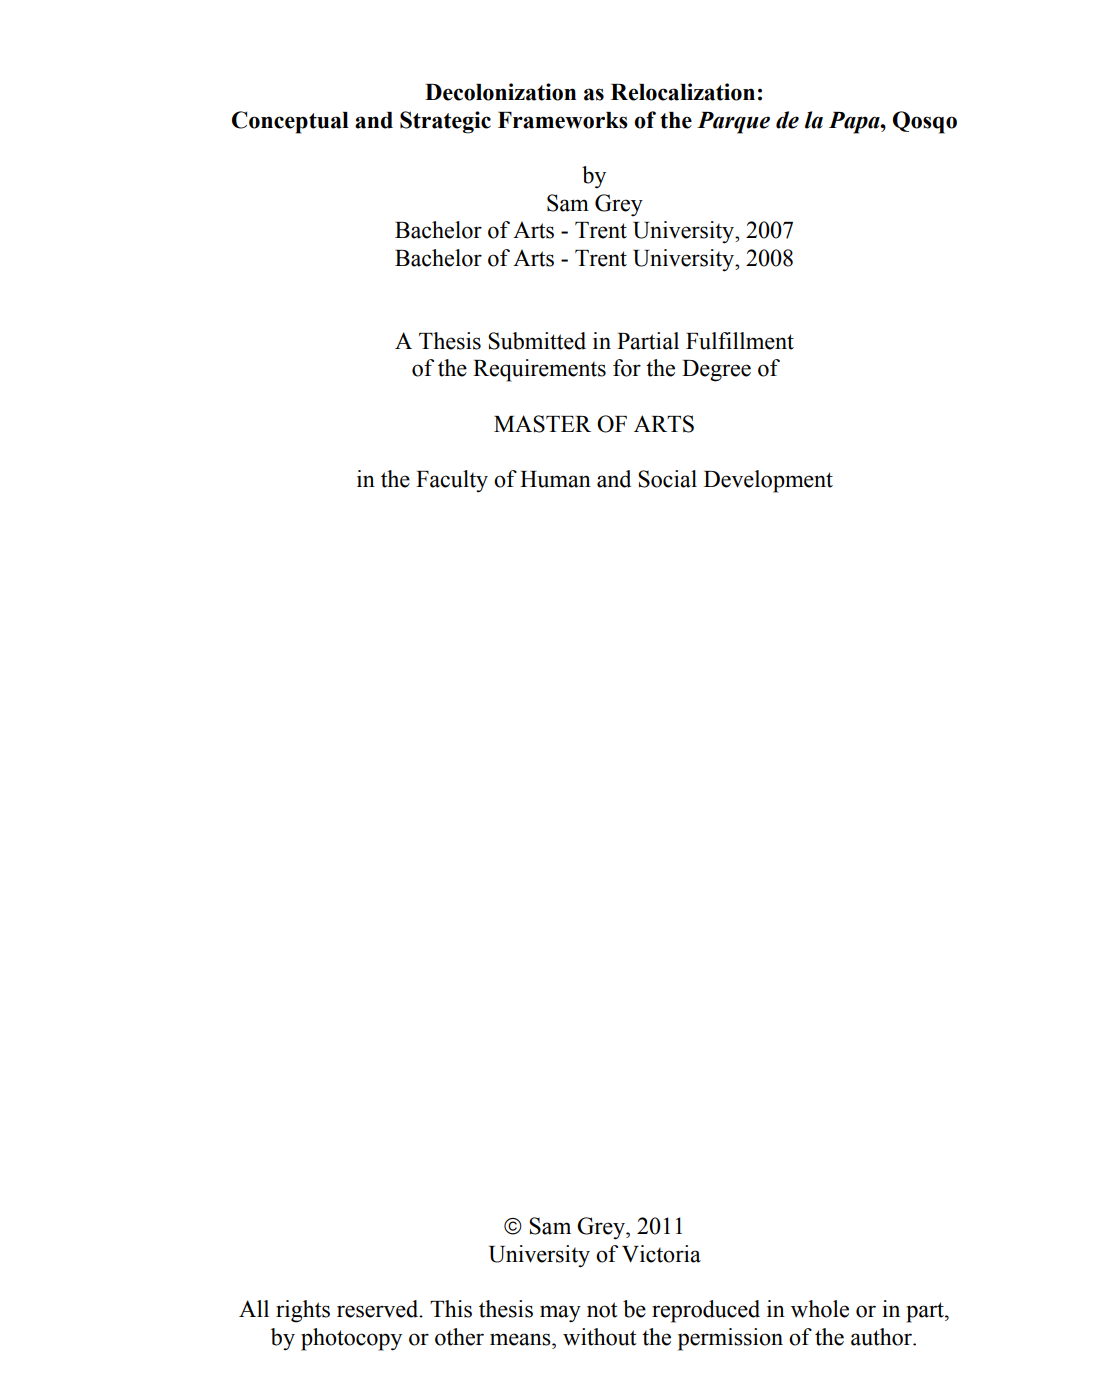 Decolonization as Relocalization:
Conceptual and Strategic Frameworks of the Parque de la Papa, Qosqo
by
Sam Grey
Bachelor of Arts - Trent University, 2007
Bachelor of Arts - Trent University, 2008
A Thesis Submitted in Partial Fulfillment
of the Requirements for the Degree of
MASTER OF ARTS
in the Faculty of Human and Social Development
© Sam Grey, 2011
University of Victoria
All rights reserved. This thesis may not be reproduced in whole or in part,
by photocopy or other means, without the permission of the author.